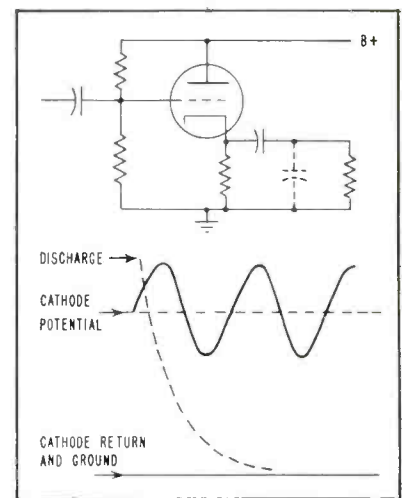 B+
DISCHARGE
CATHODE
POTENTIAL
CATHODE RETURN
AND GROUND